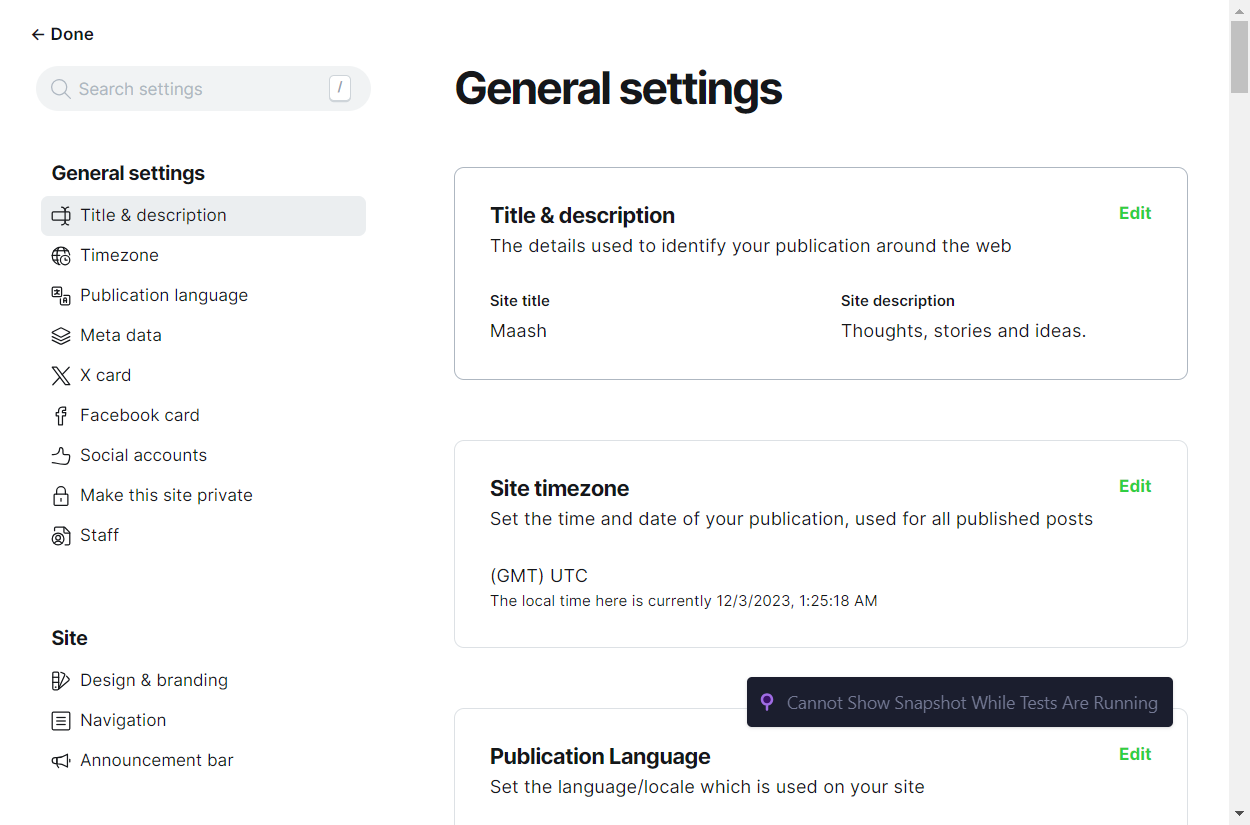 Done
Search settings /
General settings
Title & description
Timezone
Publication language
Meta data
X card
Facebook card
Social accounts
Make this site private
Staff
Site
Design & branding
Navigation
Announcement bar
General settings
Title & description
Edit
The details used to identify your publication around the web
Site title
Maash
Site description
Thoughts, stories and ideas.
Site timezone
Edit
Set the time and date of your publication, used for all published posts
(GMT) UTC
The local time here is currently 12/3/2023, 1:25:18 AM
Cannot Show Snapshot While Tests Are Running
Publication Language
Edit
Set the language/locale which is used on your site